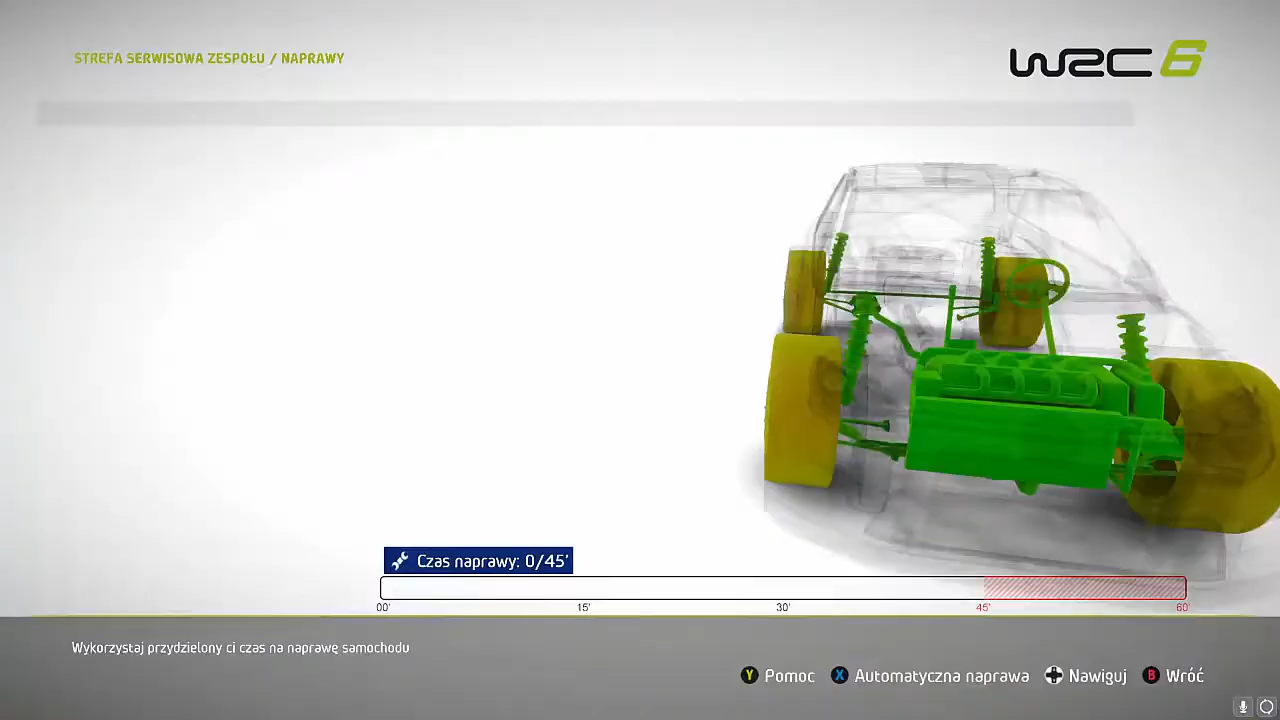 STREFA SERWISOWA ZESPOŁU / NAPRAWY
WRC 6
Czas naprawy: 0/45'
00' 15' 30' 45' 60'
Wykorzystaj przydzielony ci czas na naprawę samochodu
Y Pomoc X Automatyczna naprawa Nawiguj B Wróć